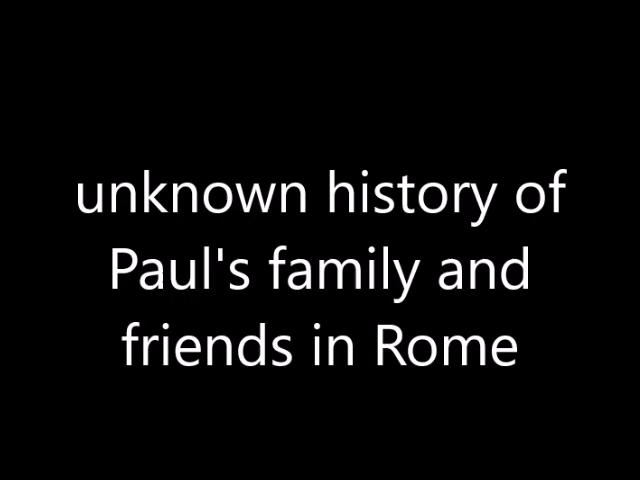 unknown history of
Paul's family and
friends in Rome